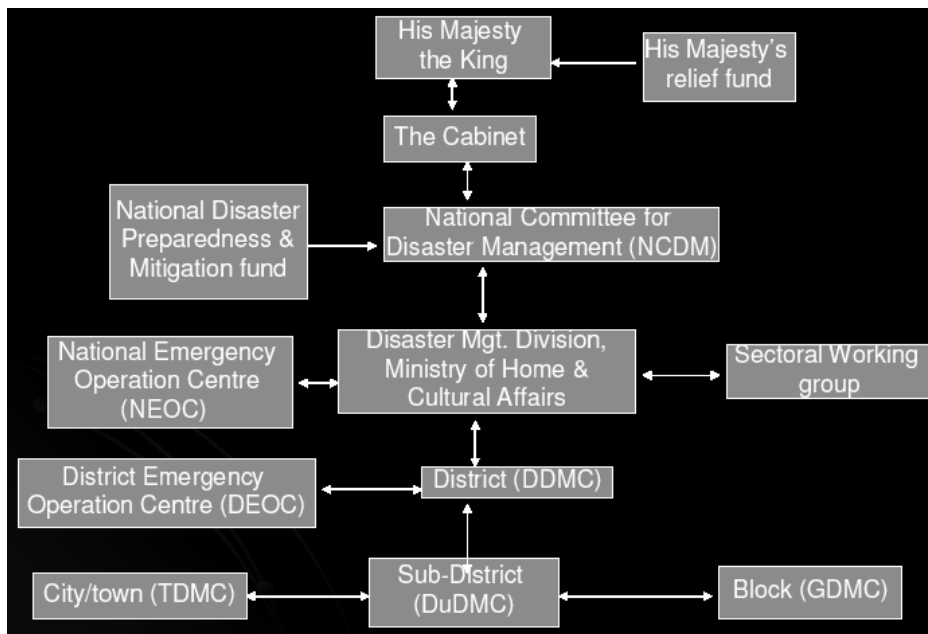 His Majesty
the King
His Majesty's
relief fund
The Cabinet
National Disaster
Preparedness &
Mitigation fund
National Committee for
Disaster Management (NCDM)
National Emergency
Operation Centre
(NEOC)
Disaster Mgt. Division,
Ministry of Home &
Cultural Affairs
Sectoral Working
group
District Emergency
Operation Centre (DEOC)
District (DDMC)
City/town (TDMC)
Sub-District
(DuDMC)
Block (GDMC)